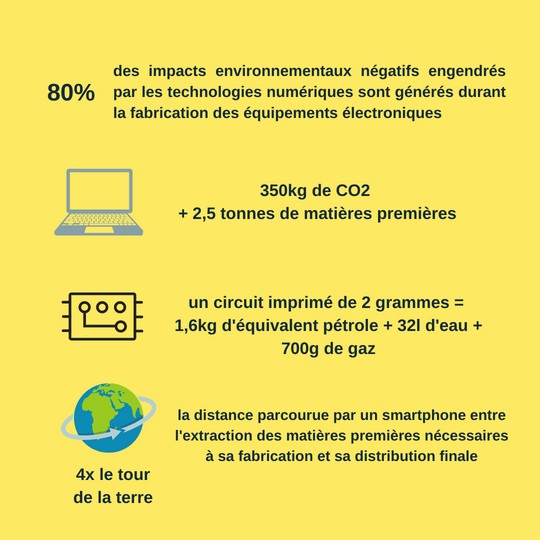 des impacts environnementaux négatifs engendrés
80% par les technologies numériques sont générés durant
la fabrication des équipements électroniques
350kg de CO2
+ 2,5 tonnes de matières premières
un circuit imprimé de 2 grammes =
1,6kg d'équivalent pétrole + 32l d'eau +
700g de gaz
la distance parcourue par un smartphone entre
l'extraction des matières premières nécessaires
à sa fabrication et sa distribution finale
4x le tour
de la terre